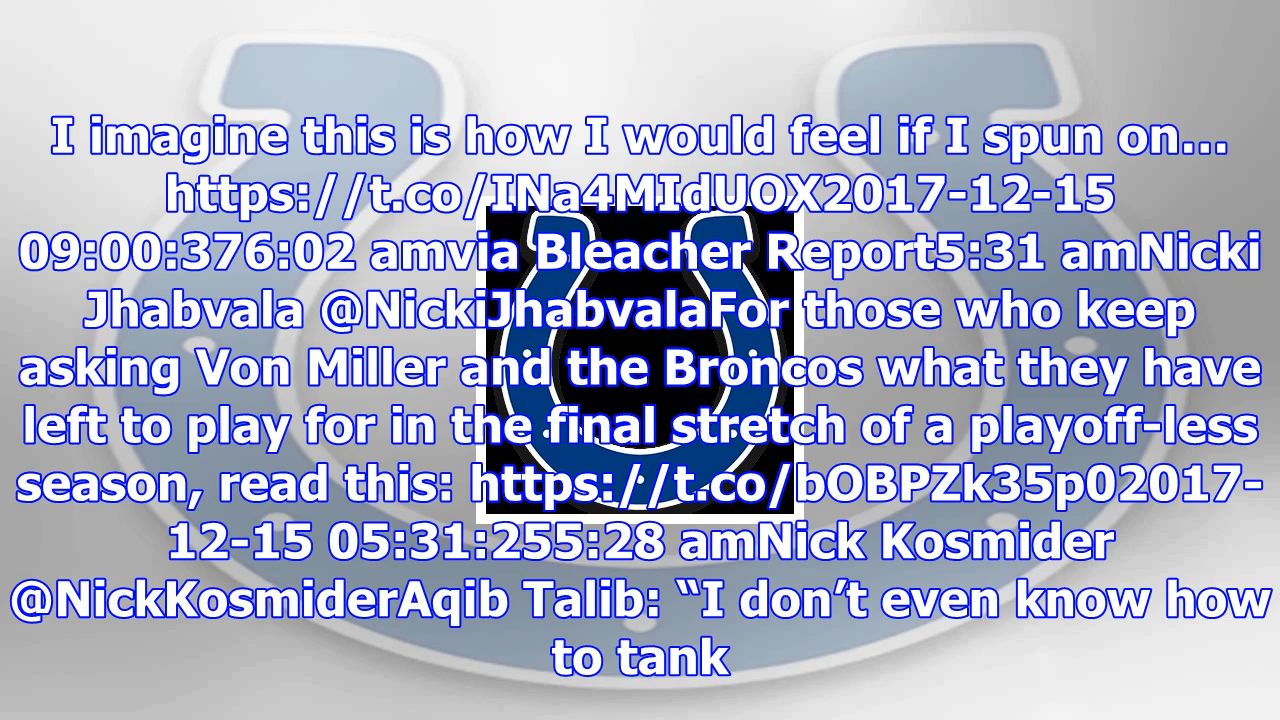 I imagine this is how I would feel if I spun on...
https://t.co/INa4MIdUOX2017-12-15
09:00:376:02 amvia Bleacher Report5:31 amNicki
Jhabvala @NickiJhabvalaFor those who keep
asking Von Miller and the Broncos what they have
left to play for in the final stretch of a playoff-less
season, read this: https://t.co/bOBPZk35p02017-
12-15 05:31:255:28 amNick Kosmider
@NickKosmiderAqib Talib: “I don’t even know how
to tank